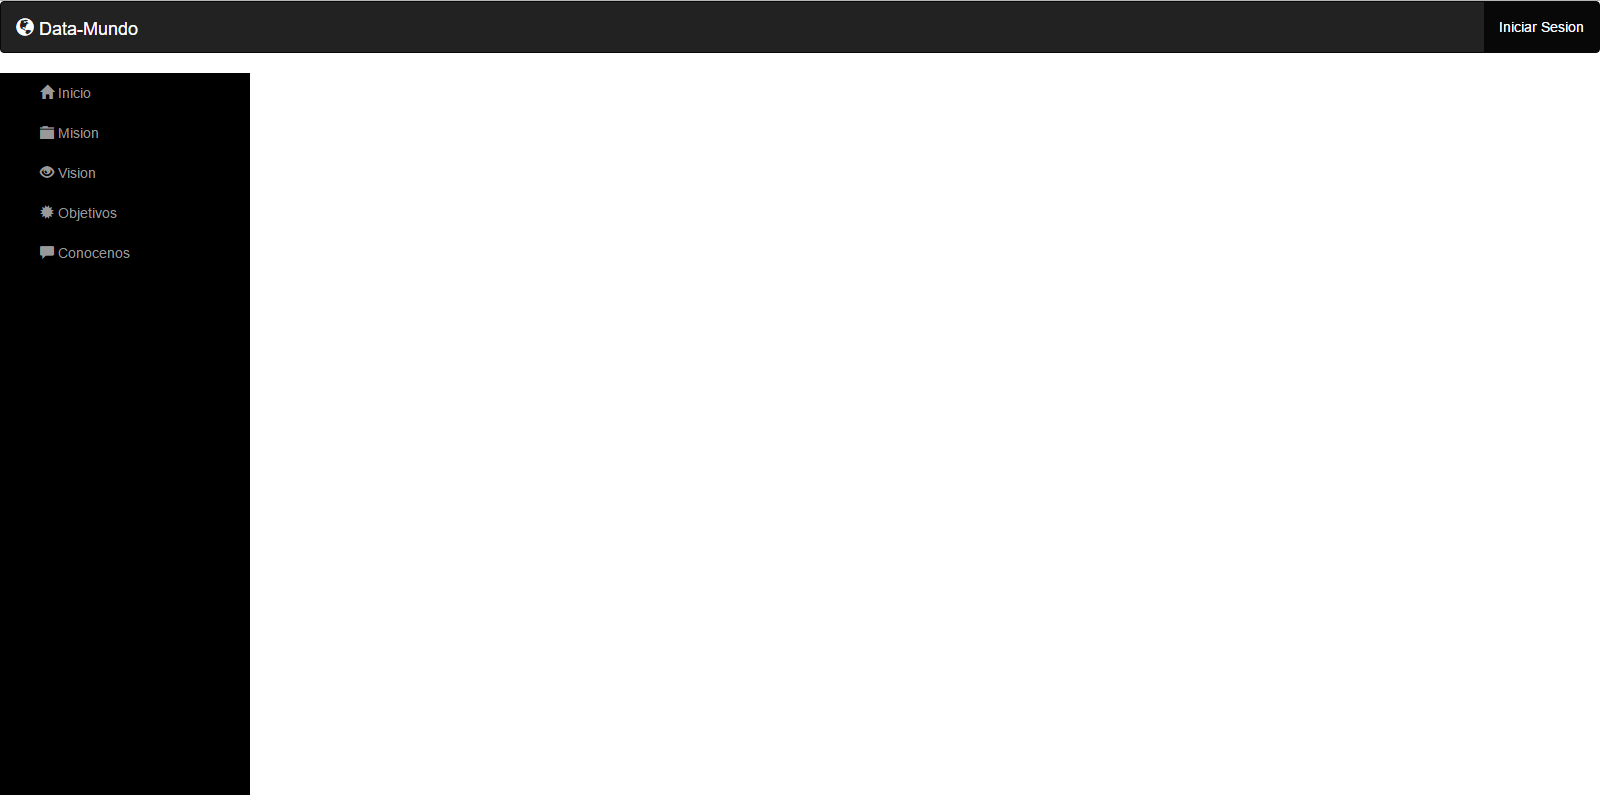 Data-Mundo
Iniciar Sesion
Inicio
Mision
Vision
Objetivos
Conocenos